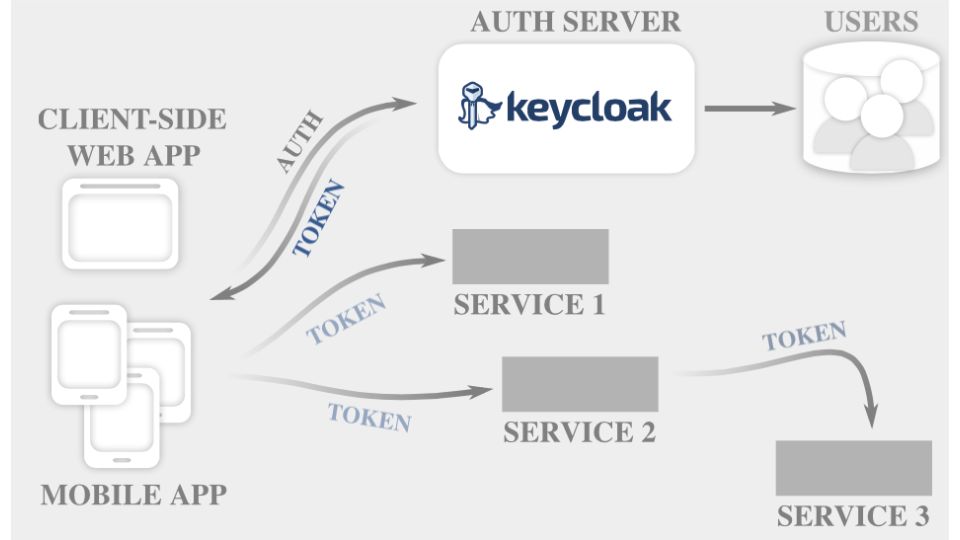 AUTH SERVER
USERS
keycloak
CLIENT-SIDE
WEB APP
AUTH
TOKEN
TOKEN
SERVICE 1
TOKEN
SERVICE 2
TOKEN
SERVICE 3
MOBILE APP